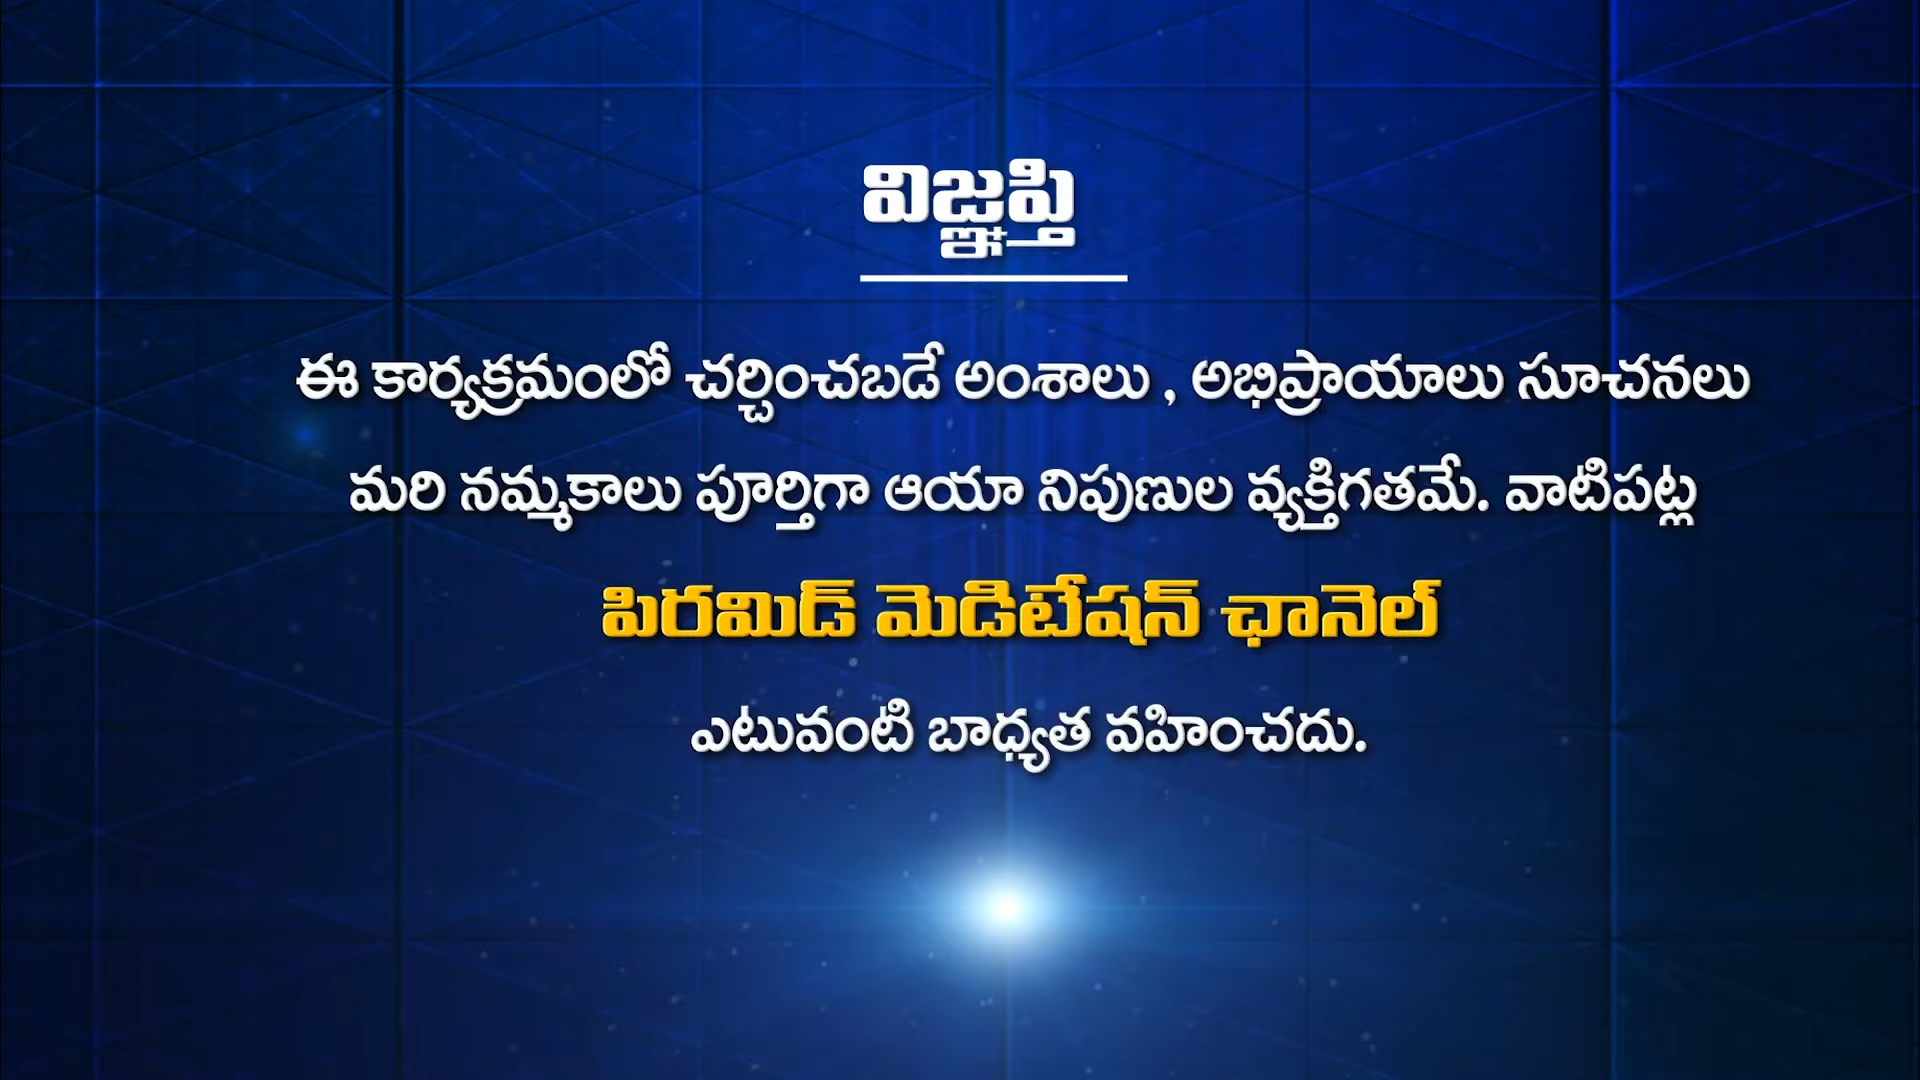 విజ్ఞప్తి
ఈ కార్యక్రమంలో చర్చించబడే అంశాలు , అభిప్రాయాలు సూచనలు
మరి నమ్మకాలు పూర్తిగా ఆయా నిపుణుల వ్యక్తిగతమే. వాటిపట్ల
పిరమిడ్ మెడిటేషన్ ఛానెల్
ఎటువంటి బాధ్యత వహించదు.